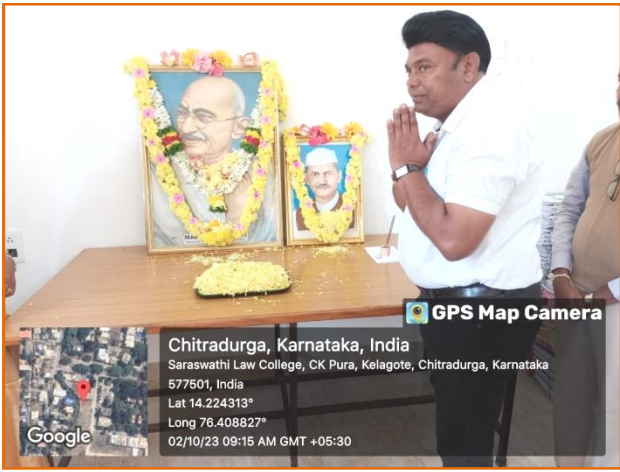 GPS Map Camera
Chitradurga, Karnataka, India
Saraswathi Law College, CK Pura, Kelagote, Chitradurga, Karnataka
577501, India
Lat 14.224313°
Long 76.408827°
02/10/23 09:15 AM GMT +05:30
Google